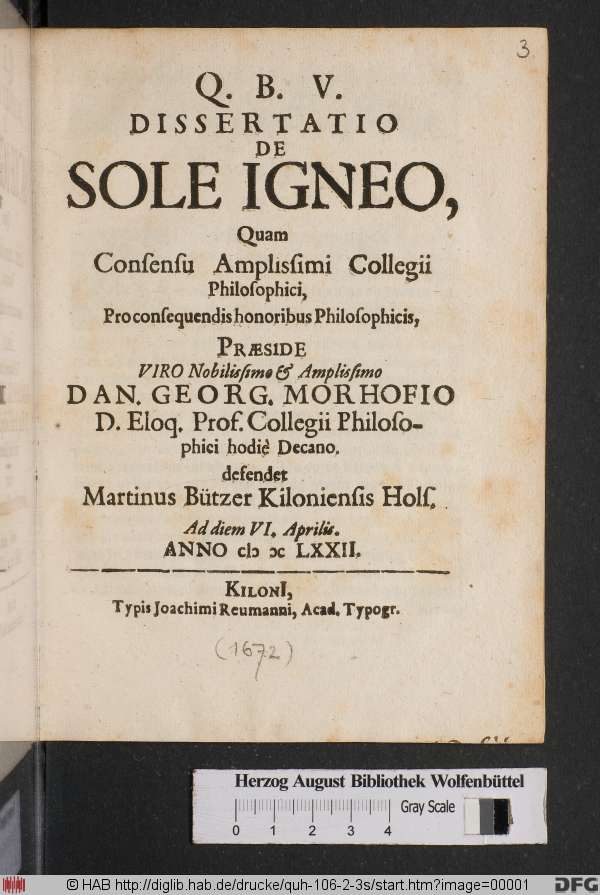 3.
Q. B. V.
DISSERTATIO
DE
SOLE IGNEO,
Quam
Conſenſu Ampliſſimi Collegii
Philoſophici,
Pro conſequendis honoribus Philoſophicis,
PRÆSIDE
VIRO Nobiliſſimo & Ampliſſimo
DAN. GEORG. MORHOFIO
D. Eloq. Prof. Collegii Philoſo-
phici hodiè Decano.
defendet
Martinus Bützer Kilonienſis Holſ.
Ad diem VI. Aprilis.
ANNO cIɔ ɔc LXXII.
KILONI,
Typis Joachimi Reumanni, Acad. Typogr.
(1672)
Herzog August Bibliothek Wolfenbüttel
Gray Scale
0 1 2 3 4
© HAB http://diglib.hab.de/drucke/quh-106-2-3s/start.htm?image=00001
DFG